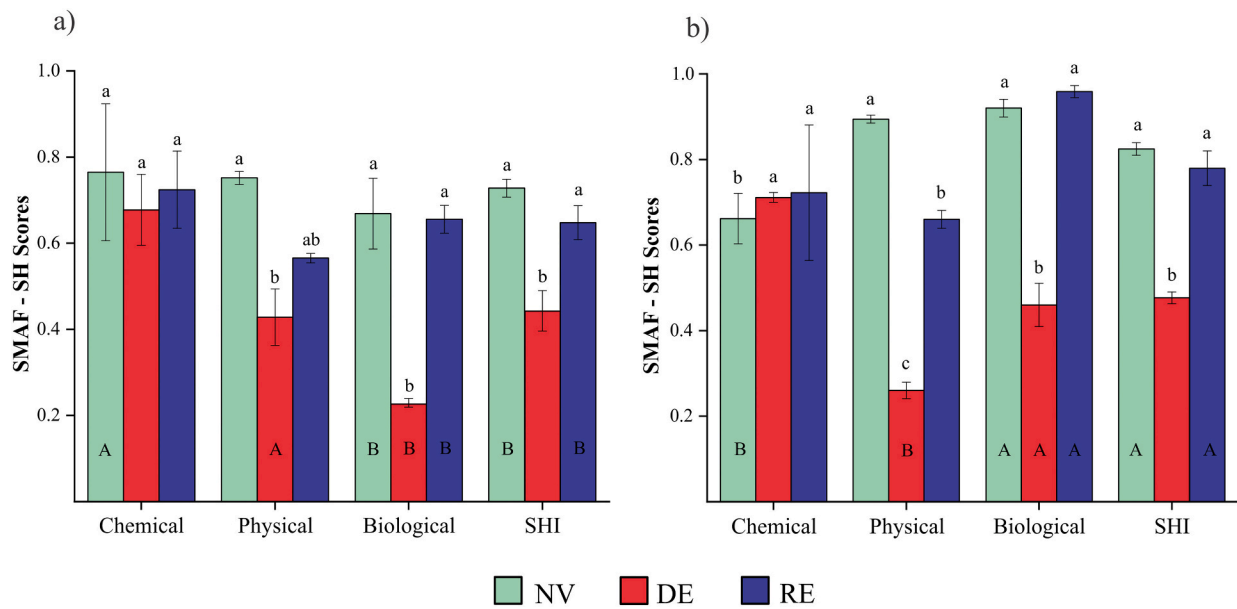 a)
SMAF - SH Scores
1.0
0.8
0.6
0.4
0.2
a
a
a
a
b
ab
a
b
a
a
b
a
A
A
B
B
B
B
B
Chemical
Physical
Biological
SHI
b)
SMAF - SH Scores
1.0
0.8
0.6
0.4
0.2
b
a
a
a
c
b
a
b
a
a
b
a
B
B
A
A
A
A
A
Chemical
Physical
Biological
SHI
NV
DE
RE